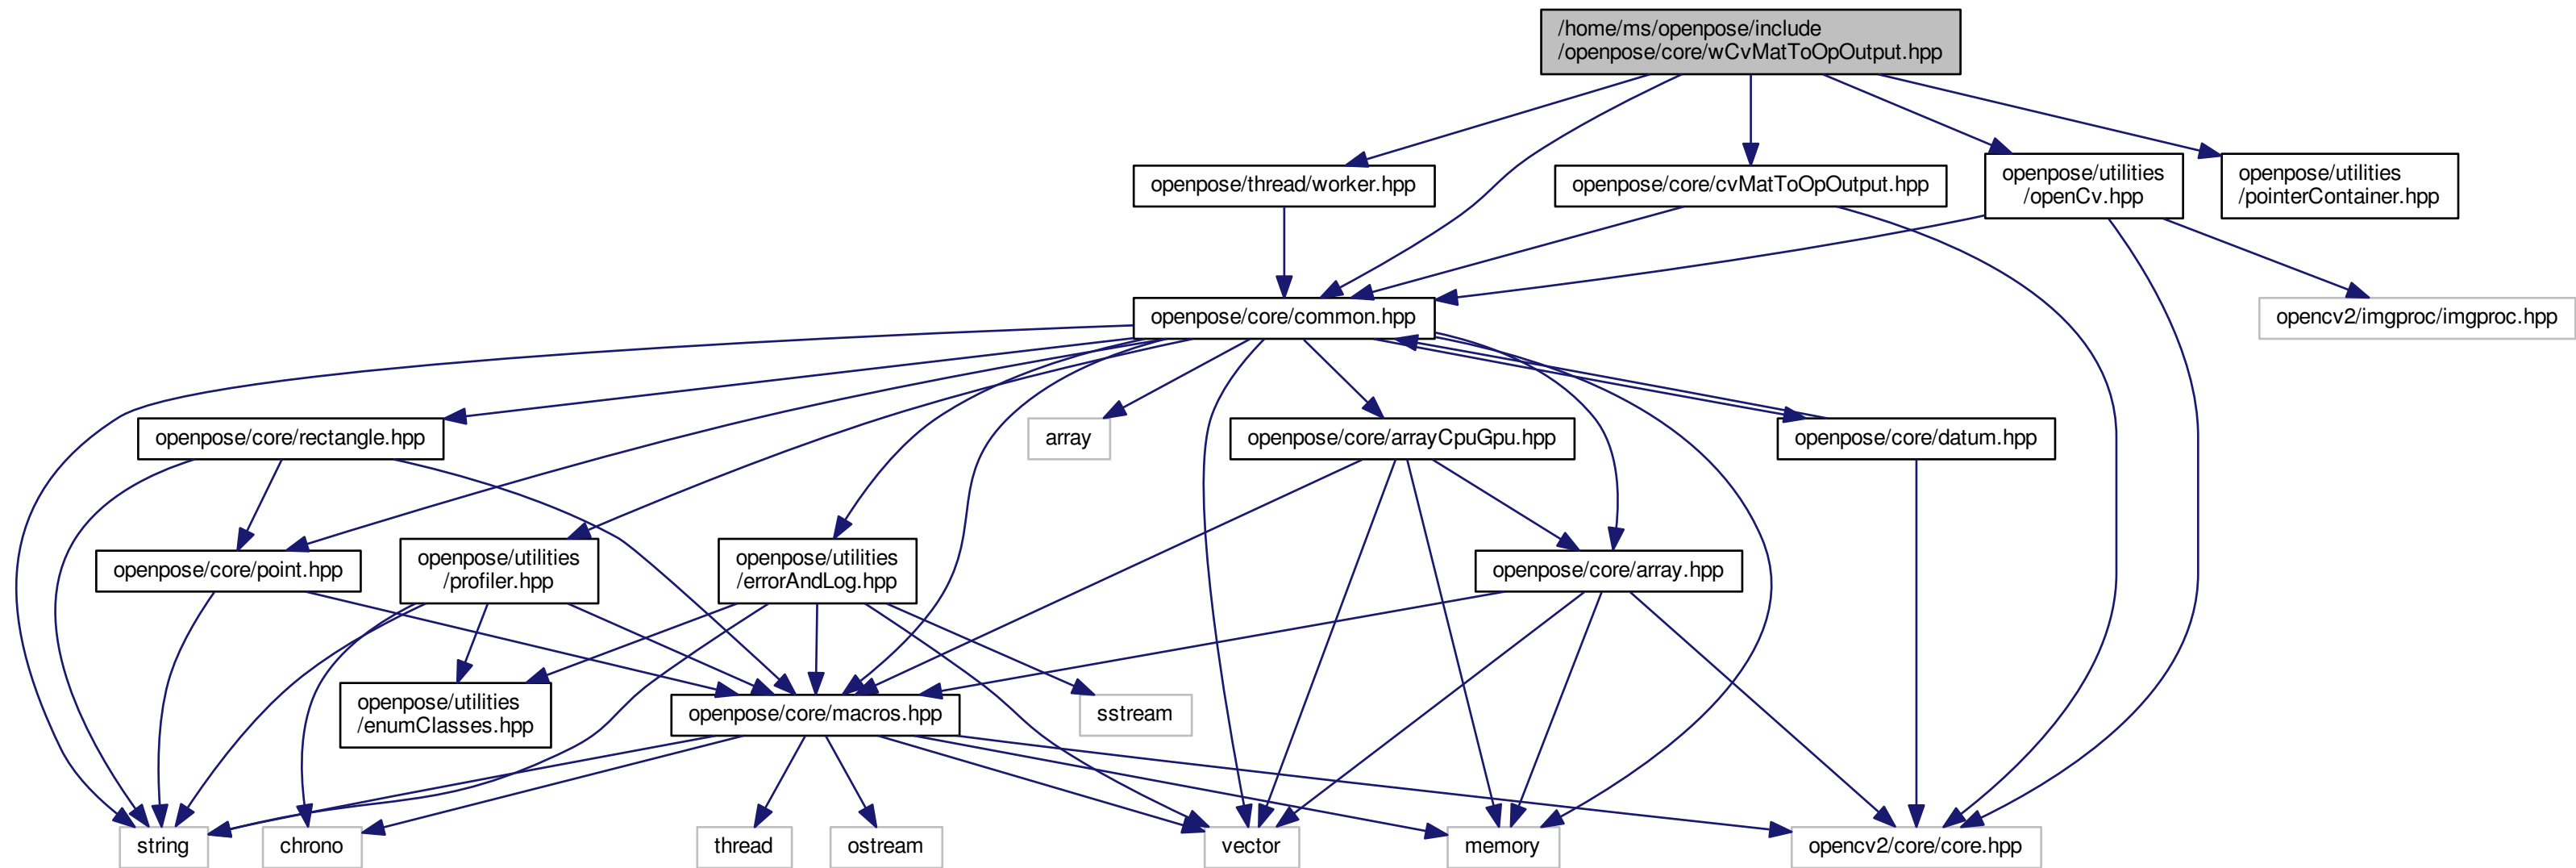 /home/ms/openpose/include
/openpose/core/wCvMatToOpOutput.hpp
openpose/thread/worker.hpp
openpose/core/cvMatToOpOutput.hpp
openpose/utilities
/openCv.hpp
openpose/utilities
/pointerContainer.hpp
openpose/core/common.hpp
opencv2/imgproc/imgproc.hpp
openpose/core/rectangle.hpp
array
openpose/core/arrayCpuGpu.hpp
openpose/core/datum.hpp
openpose/core/point.hpp
openpose/utilities
/profiler.hpp
openpose/utilities
/errorAndLog.hpp
openpose/core/array.hpp
openpose/utilities
/enumClasses.hpp
openpose/core/macros.hpp
sstream
string
chrono
thread
ostream
vector
memory
opencv2/core/core.hpp